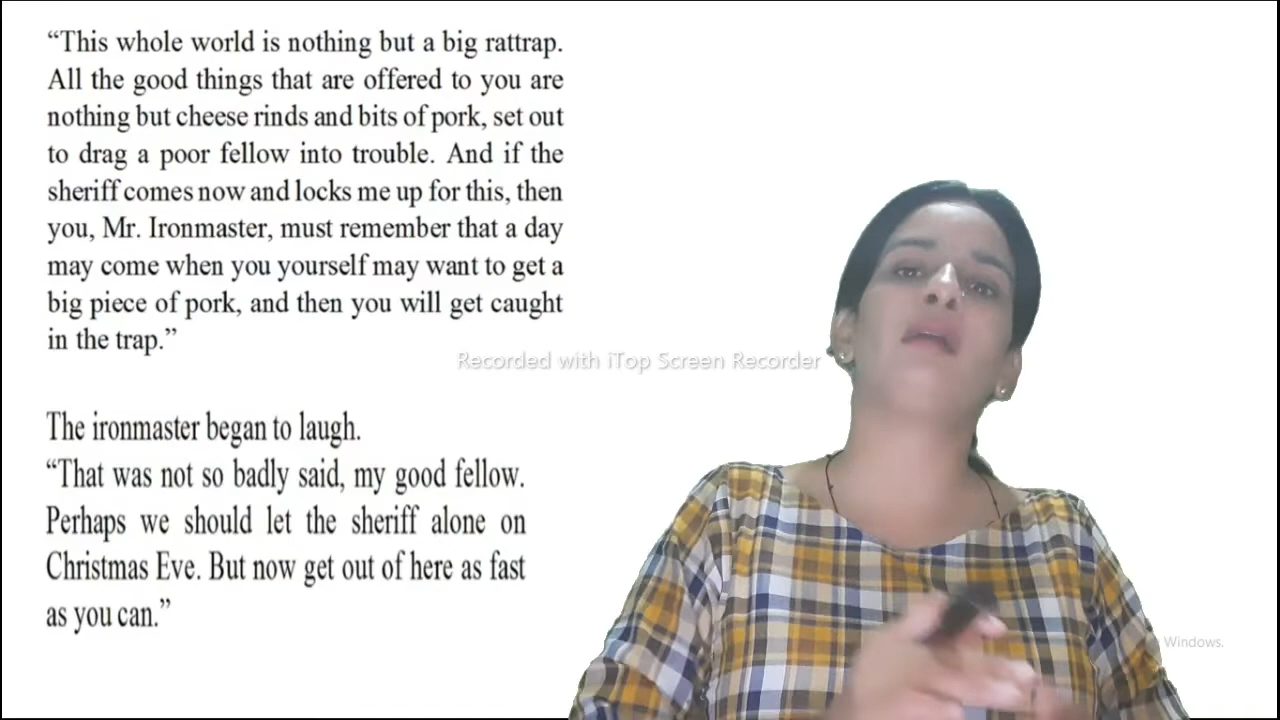 “This whole world is nothing but a big rattrap.
All the good things that are offered to you are
nothing but cheese rinds and bits of pork, set out
to drag a poor fellow into trouble. And if the
sheriff comes now and locks me up for this, then
you, Mr. Ironmaster, must remember that a day
may come when you yourself may want to get a
big piece of pork, and then you will get caught
in the trap.”
Recorded with iTop Screen Recorder
The ironmaster began to laugh.
“That was not so badly said, my good fellow.
Perhaps we should let the sheriff alone on
Christmas Eve. But now get out of here as fast
as you can.”
Windows.